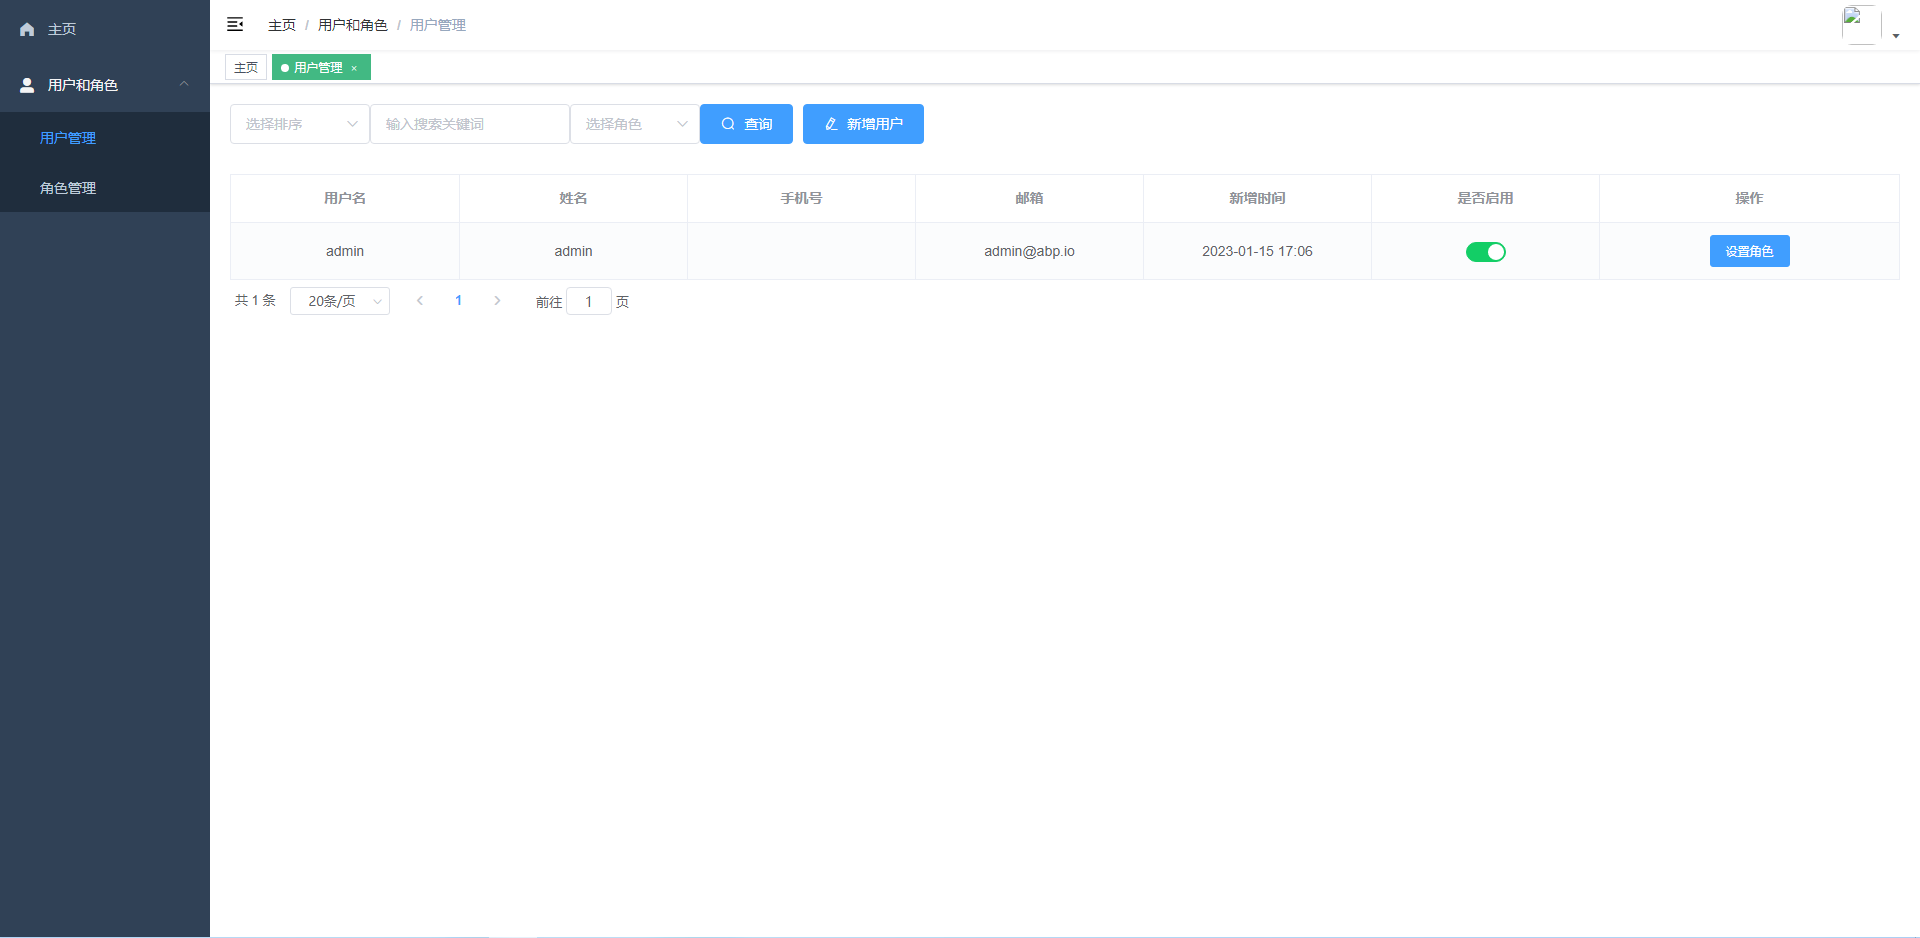 主页
用户和角色
用户管理
角色管理
主页 / 用户和角色 / 用户管理
主页
用户管理 ×
选择排序 输入搜索关键词 选择角色 查询 新增用户
用户名 姓名 手机号 邮箱 新增时间 是否启用 操作
admin admin admin@abp.io 2023-01-15 17:06 设置角色
共 1 条 20条/页 1 前往 1 页